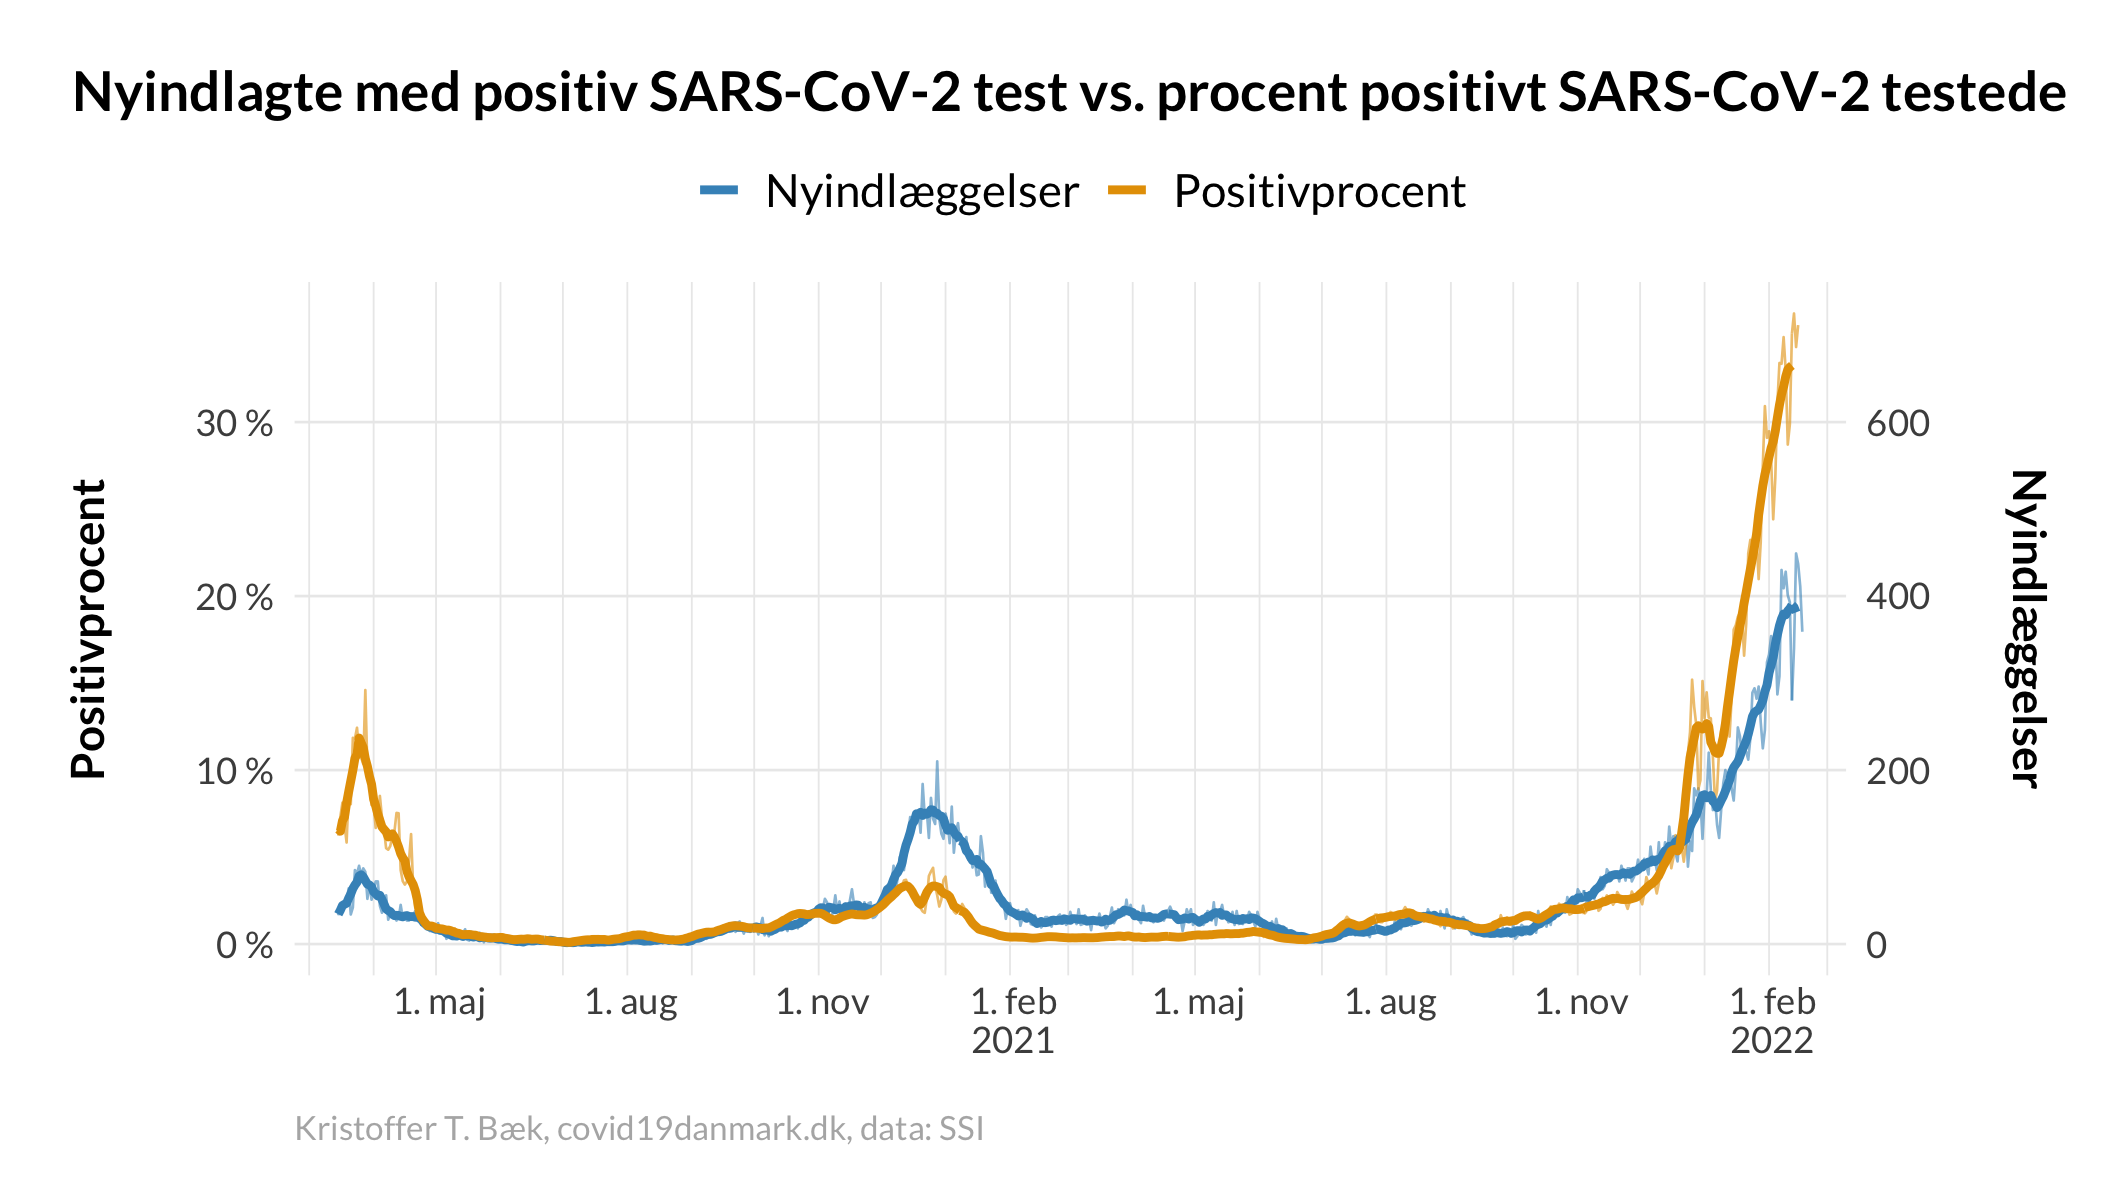 Nyindlagte med positiv SARS-CoV-2 test vs. procent positivt SARS-CoV-2 testede
Nyindlæggelser Positivprocent
Positivprocent
30 %
20 %
10 %
0 %
600
400
200
0
Nyindlæggelser
1. maj 1. aug 1. nov 1. feb 1. maj 1. aug 1. nov 1. feb
2021 2022
Kristoffer T. Bæk, covid19danmark.dk, data: SSI